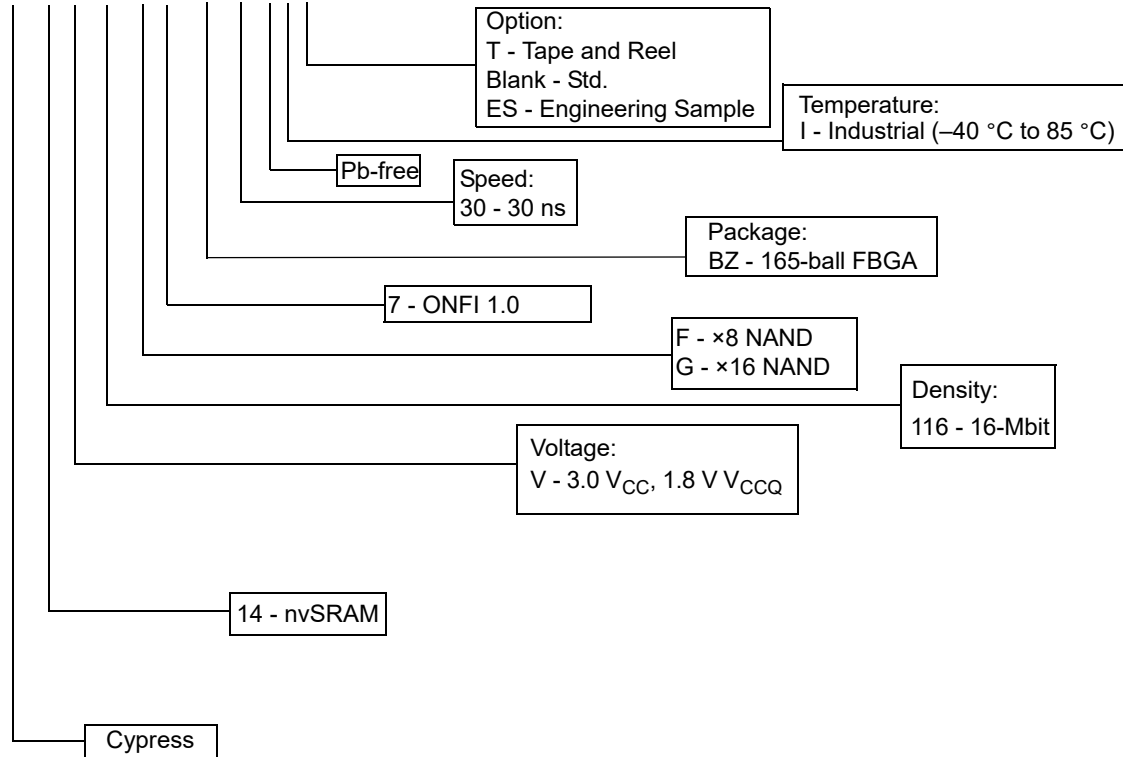 Option:
T - Tape and Reel
Blank - Std.
ES - Engineering Sample
Temperature:
I - Industrial (–40 °C to 85 °C)
Pb-free
Speed:
30 - 30 ns
Package:
BZ - 165-ball FBGA
7 - ONFI 1.0
F - ×8 NAND
G - ×16 NAND
Density:
116 - 16-Mbit
Voltage:
V - 3.0 VCC, 1.8 V VCCQ
14 - nvSRAM
Cypress